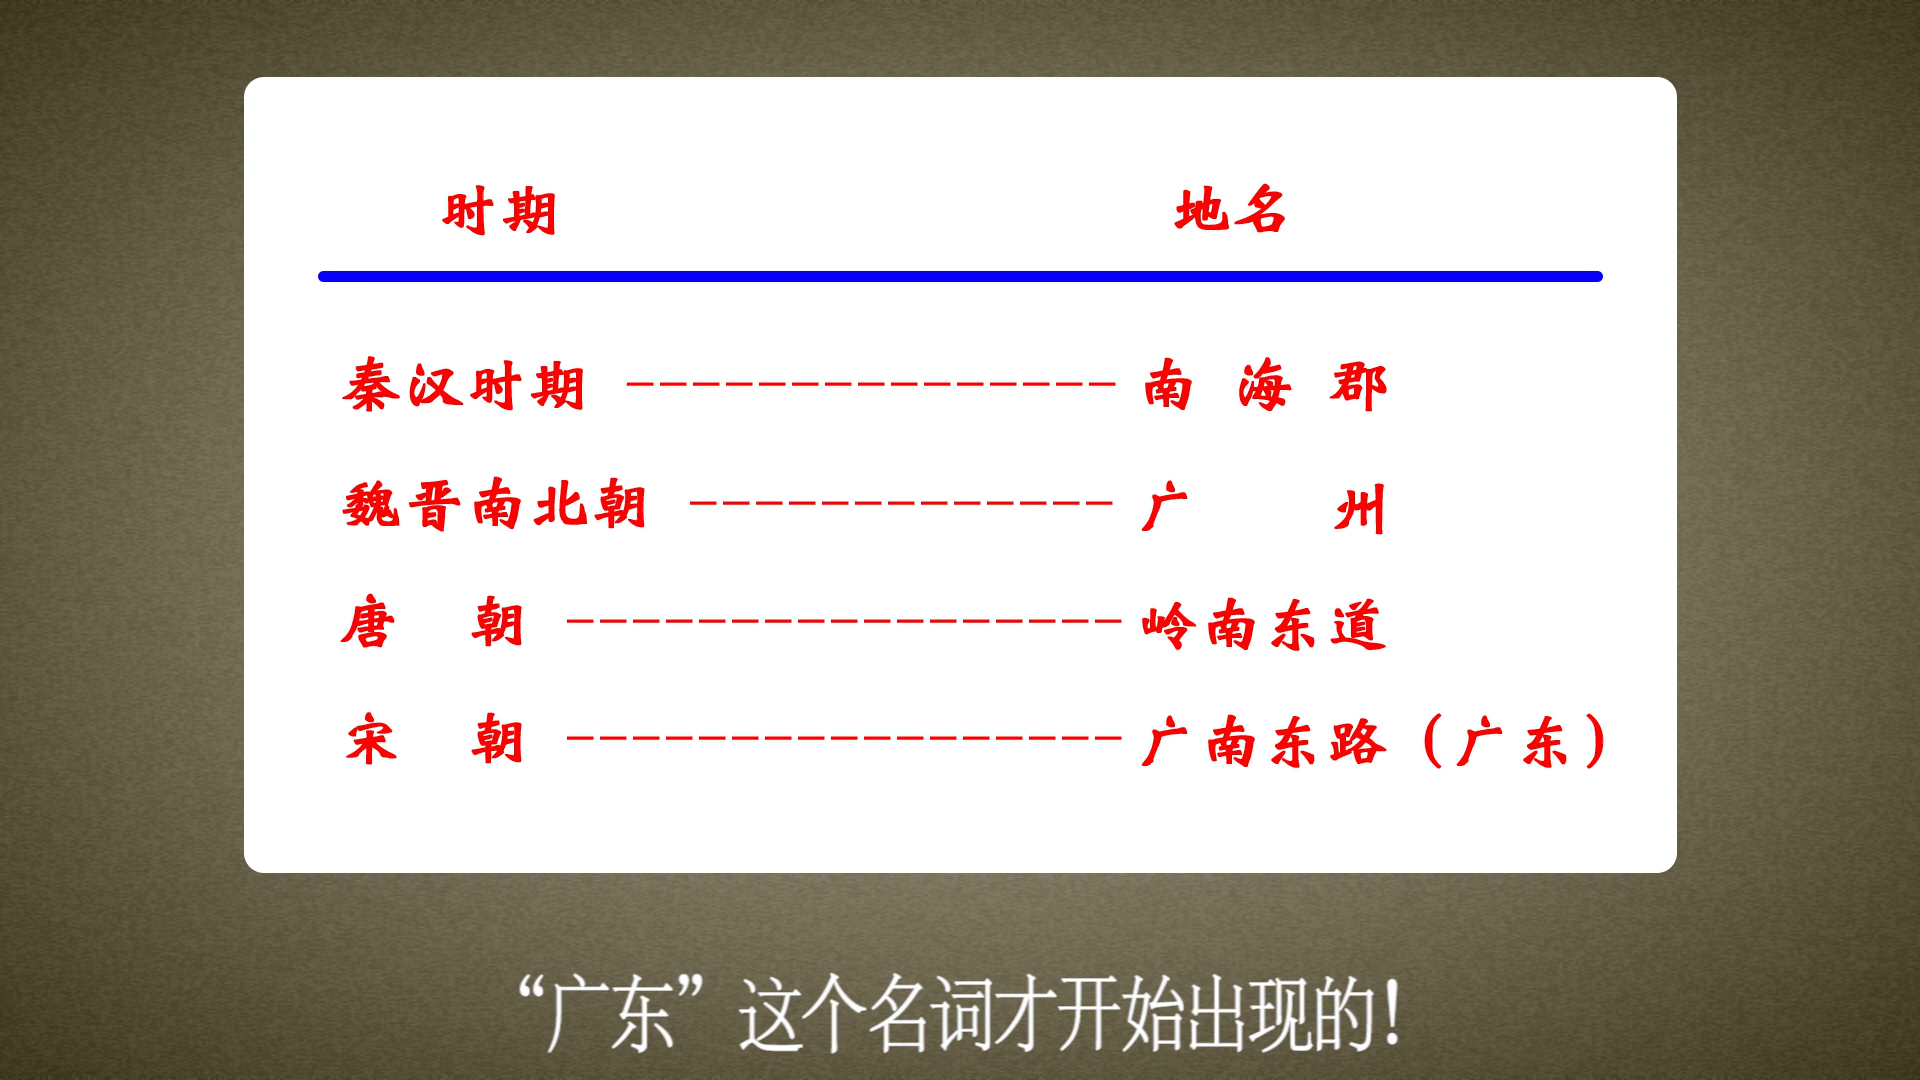 时期 地名
秦汉时期 --------------- 南海郡
魏晋南北朝 ------------- 广州
唐朝 ----------------- 岭南东道
宋朝 ----------------- 广南东路（广东）
“广东”这个名词才开始出现的！